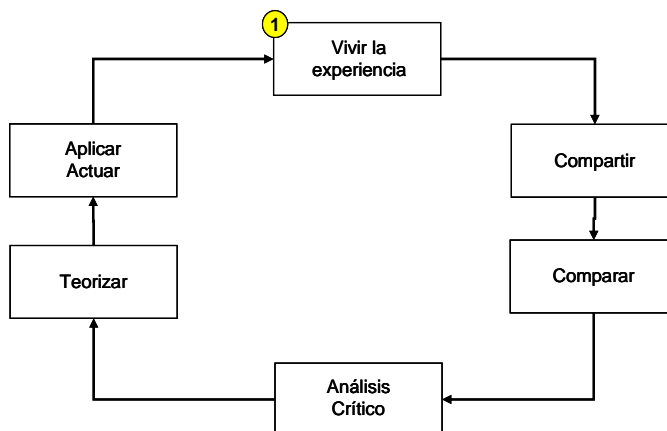 1
Vivir la
experiencia
Compartir
Comparar
Análisis
Crítico
Teorizar
Aplicar
Actuar